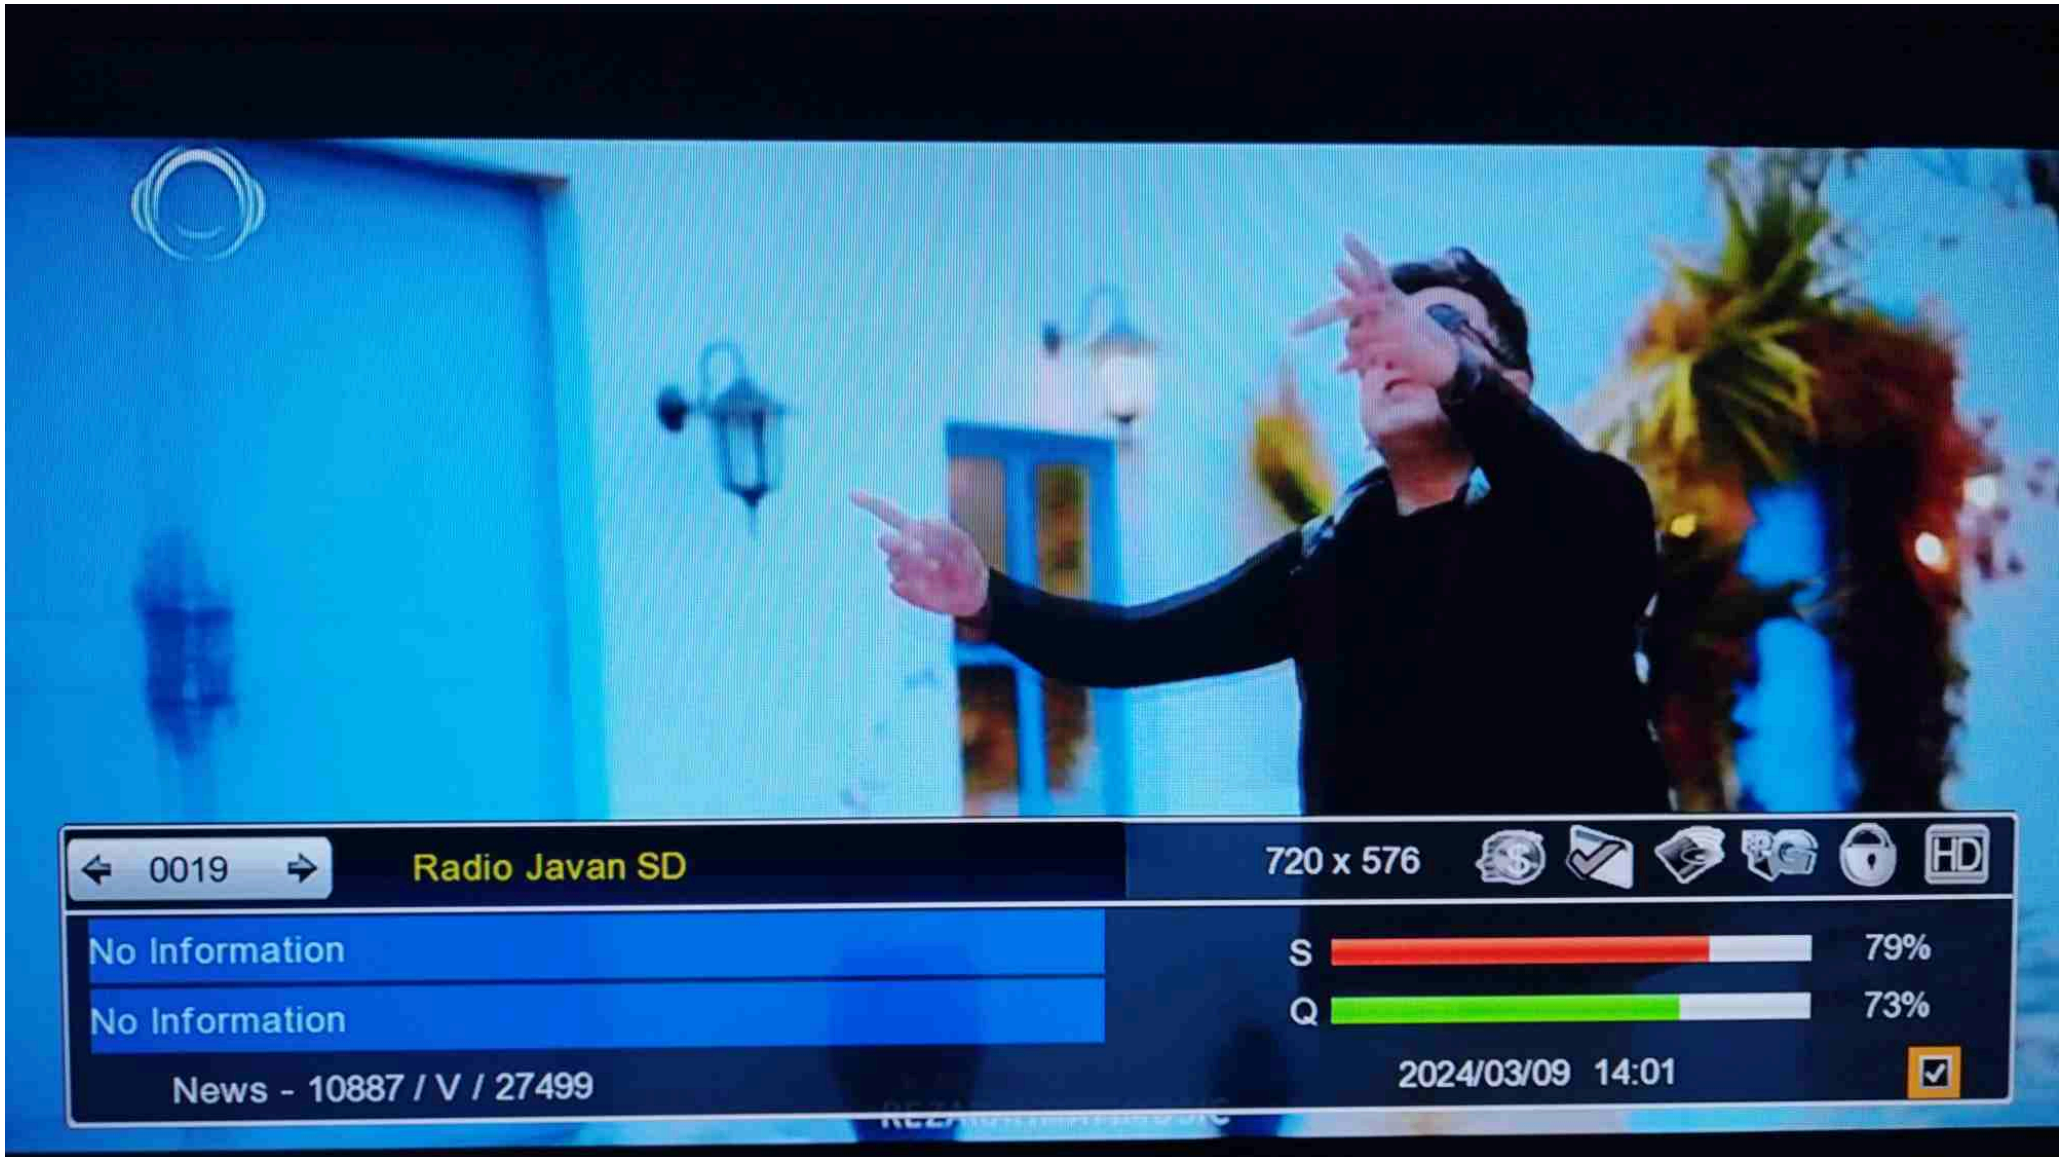 0019 Radio Javan SD 720 x 576 HD
No Information S 79%
No Information Q 73%
News - 10887 / V / 27499 2024/03/09 14:01